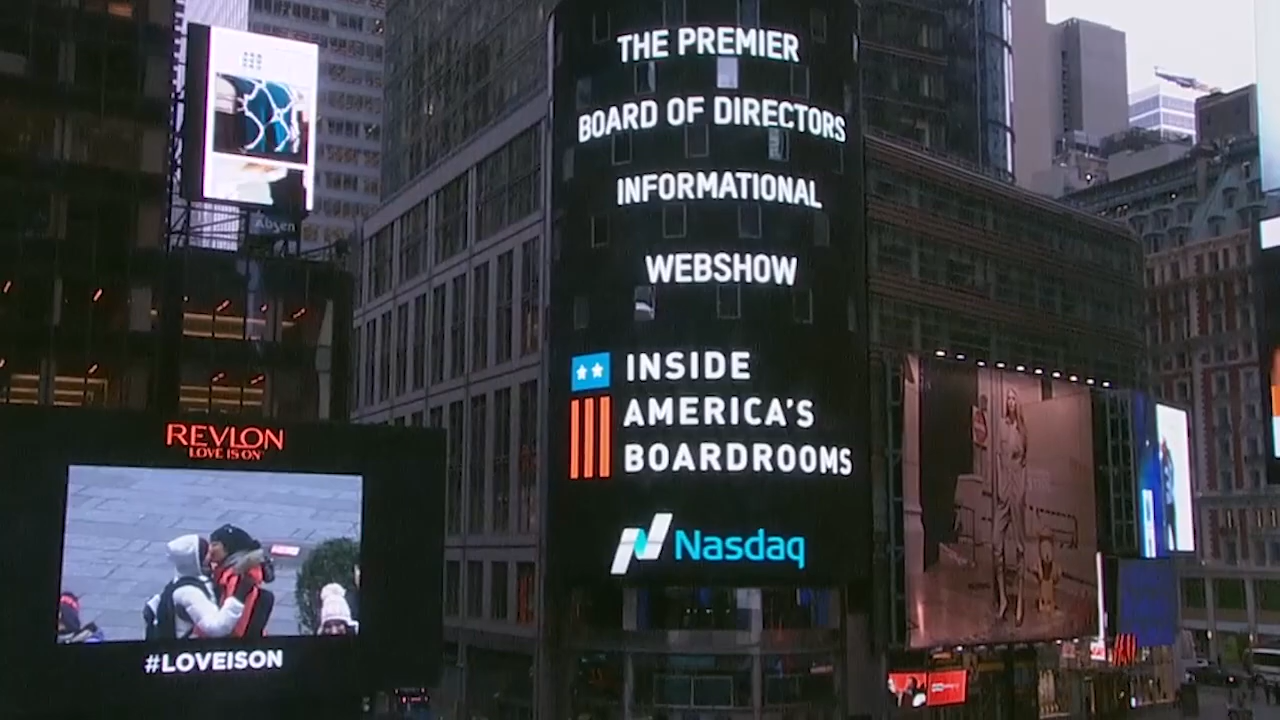 THE PREMIER
BOARD OF DIRECTORS
INFORMATIONAL
WEBSHOW
INSIDE
AMERICA'S
BOARDROOMS
Nasdaq
Absen
REVLON
LOVE IS ON
#LOVEISON